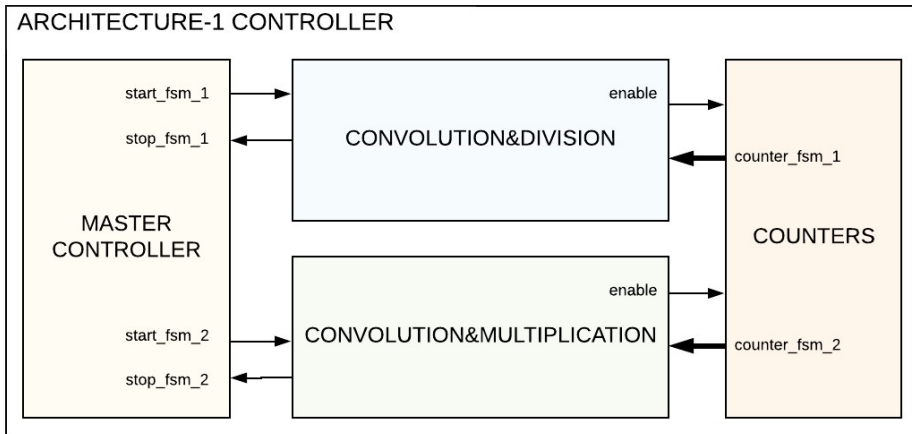 ARCHITECTURE-1 CONTROLLER
start_fsm_1
stop_fsm_1
MASTER
CONTROLLER
start_fsm_2
stop_fsm_2
enable
CONVOLUTION&DIVISION
enable
CONVOLUTION&MULTIPLICATION
counter_fsm_1
COUNTERS
counter_fsm_2